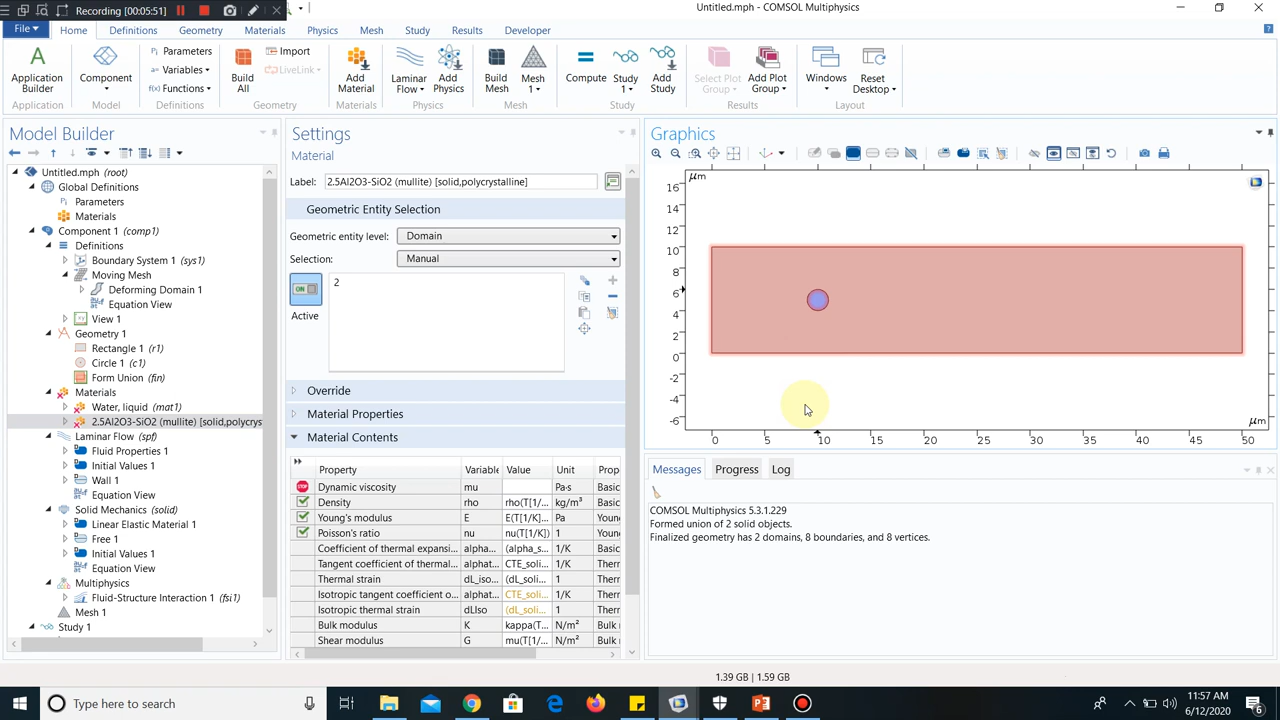 Recording (00:05:51)
Untitled.mph - COMSOL Multiphysics
File
Home
Definitions
Geometry
Materials
Physics
Mesh
Study
Results
Developer
Application Builder
Component
Parameters
a= Variables
f(x) Functions
Build All
Import
LiveLink
Add Material
Laminar Flow
Add Physics
Build Mesh
Mesh 1
Compute
Study 1
Add Study
Select Plot Group
Add Plot Group
Windows
Reset Desktop
Application
Model
Definitions
Geometry
Materials
Physics
Mesh
Study
Results
Layout
Model Builder
Untitled.mph (root)
Global Definitions
Pi Parameters
Materials
Component 1 (comp1)
Definitions
Boundary System 1 (sys1)
Moving Mesh
Deforming Domain 1
Equation View
View 1
Geometry 1
Rectangle 1 (r1)
Circle 1 (c1)
Form Union (fin)
Materials
Water, liquid (mat1)
2.5Al2O3-SiO2 (mullite) [solid,polycrys
Laminar Flow (spf)
Fluid Properties 1
Initial Values 1
Wall 1
Equation View
Solid Mechanics (solid)
Linear Elastic Material 1
Free 1
Initial Values 1
Equation View
Multiphysics
Fluid-Structure Interaction 1 (fsi1)
Mesh 1
Study 1
Settings
Material
Label: 2.5Al2O3-SiO2 (mullite) [solid,polycrystalline]
Geometric Entity Selection
Geometric entity level: Domain
Selection: Manual
ON
Active
2
Override
Material Properties
Material Contents
Property Variable Value Unit Prop
STOP Dynamic viscosity mu Pa·s Basic
Density rho rho(T[1/... kg/m³ Basic
Young's modulus E E(T[1/K]... Pa Youn
Poisson's ratio nu nu(T[1/K]) 1 Youn
Coefficient of thermal expansi... alpha... (alpha_s... 1/K Basic
Tangent coefficient of thermal... alphat... (CTE_soli... 1/K Ther
Thermal strain dL_iso... (dL_soli... 1 Ther
Isotropic tangent coefficient o... alphat... CTE_soli... 1/K Ther
Isotropic thermal strain dLIso (dL_soli... 1 Ther
Bulk modulus K kappa(T... N/m² Bulk
Shear modulus G mu(T[1/... N/m² Bulk
Graphics
μm
16
14
12
10
8
6
4
2
0
-2
-4
-6
μm
0 5 10 15 20 25 30 35 40 45 50
Messages
Progress
Log
COMSOL Multiphysics 5.3.1.229
Formed union of 2 solid objects.
Finalized geometry has 2 domains, 8 boundaries, and 8 vertices.
1.39 GB | 1.59 GB
Type here to search
11:57 AM
6/12/2020
6